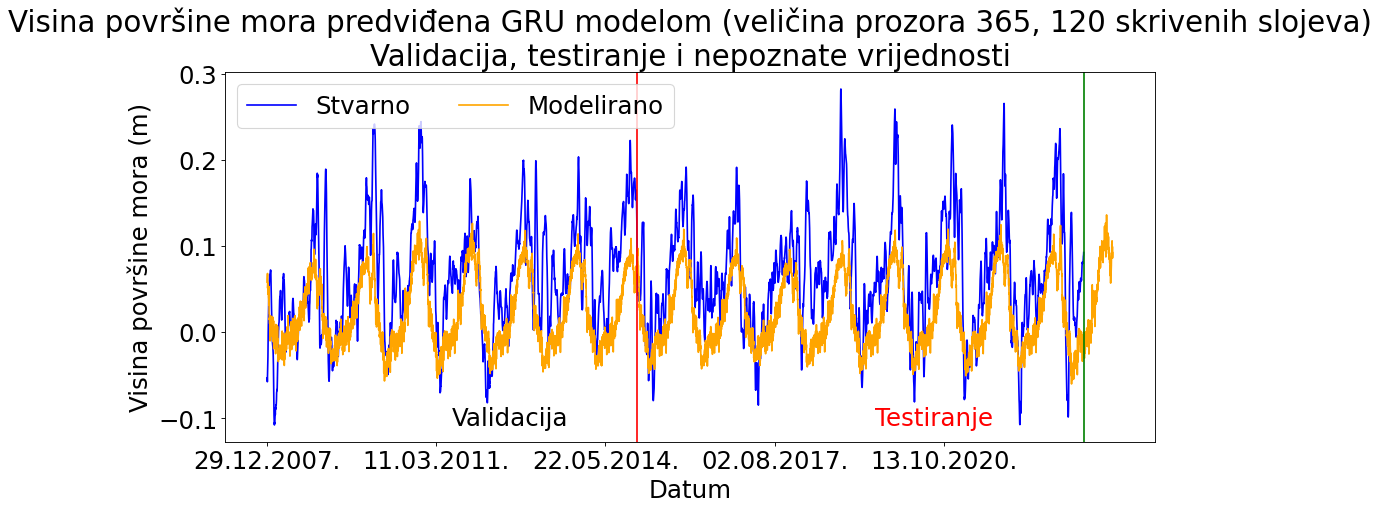 Visina površine mora predviđena GRU modelom (veličina prozora 365, 120 skrivenih slojeva)
Validacija, testiranje i nepoznate vrijednosti
Stvarno
Modelirano
Visina površine mora (m)
0.3
0.2
0.1
0.0
−0.1
Validacija
Testiranje
29.12.2007.
11.03.2011.
22.05.2014.
02.08.2017.
13.10.2020.
Datum